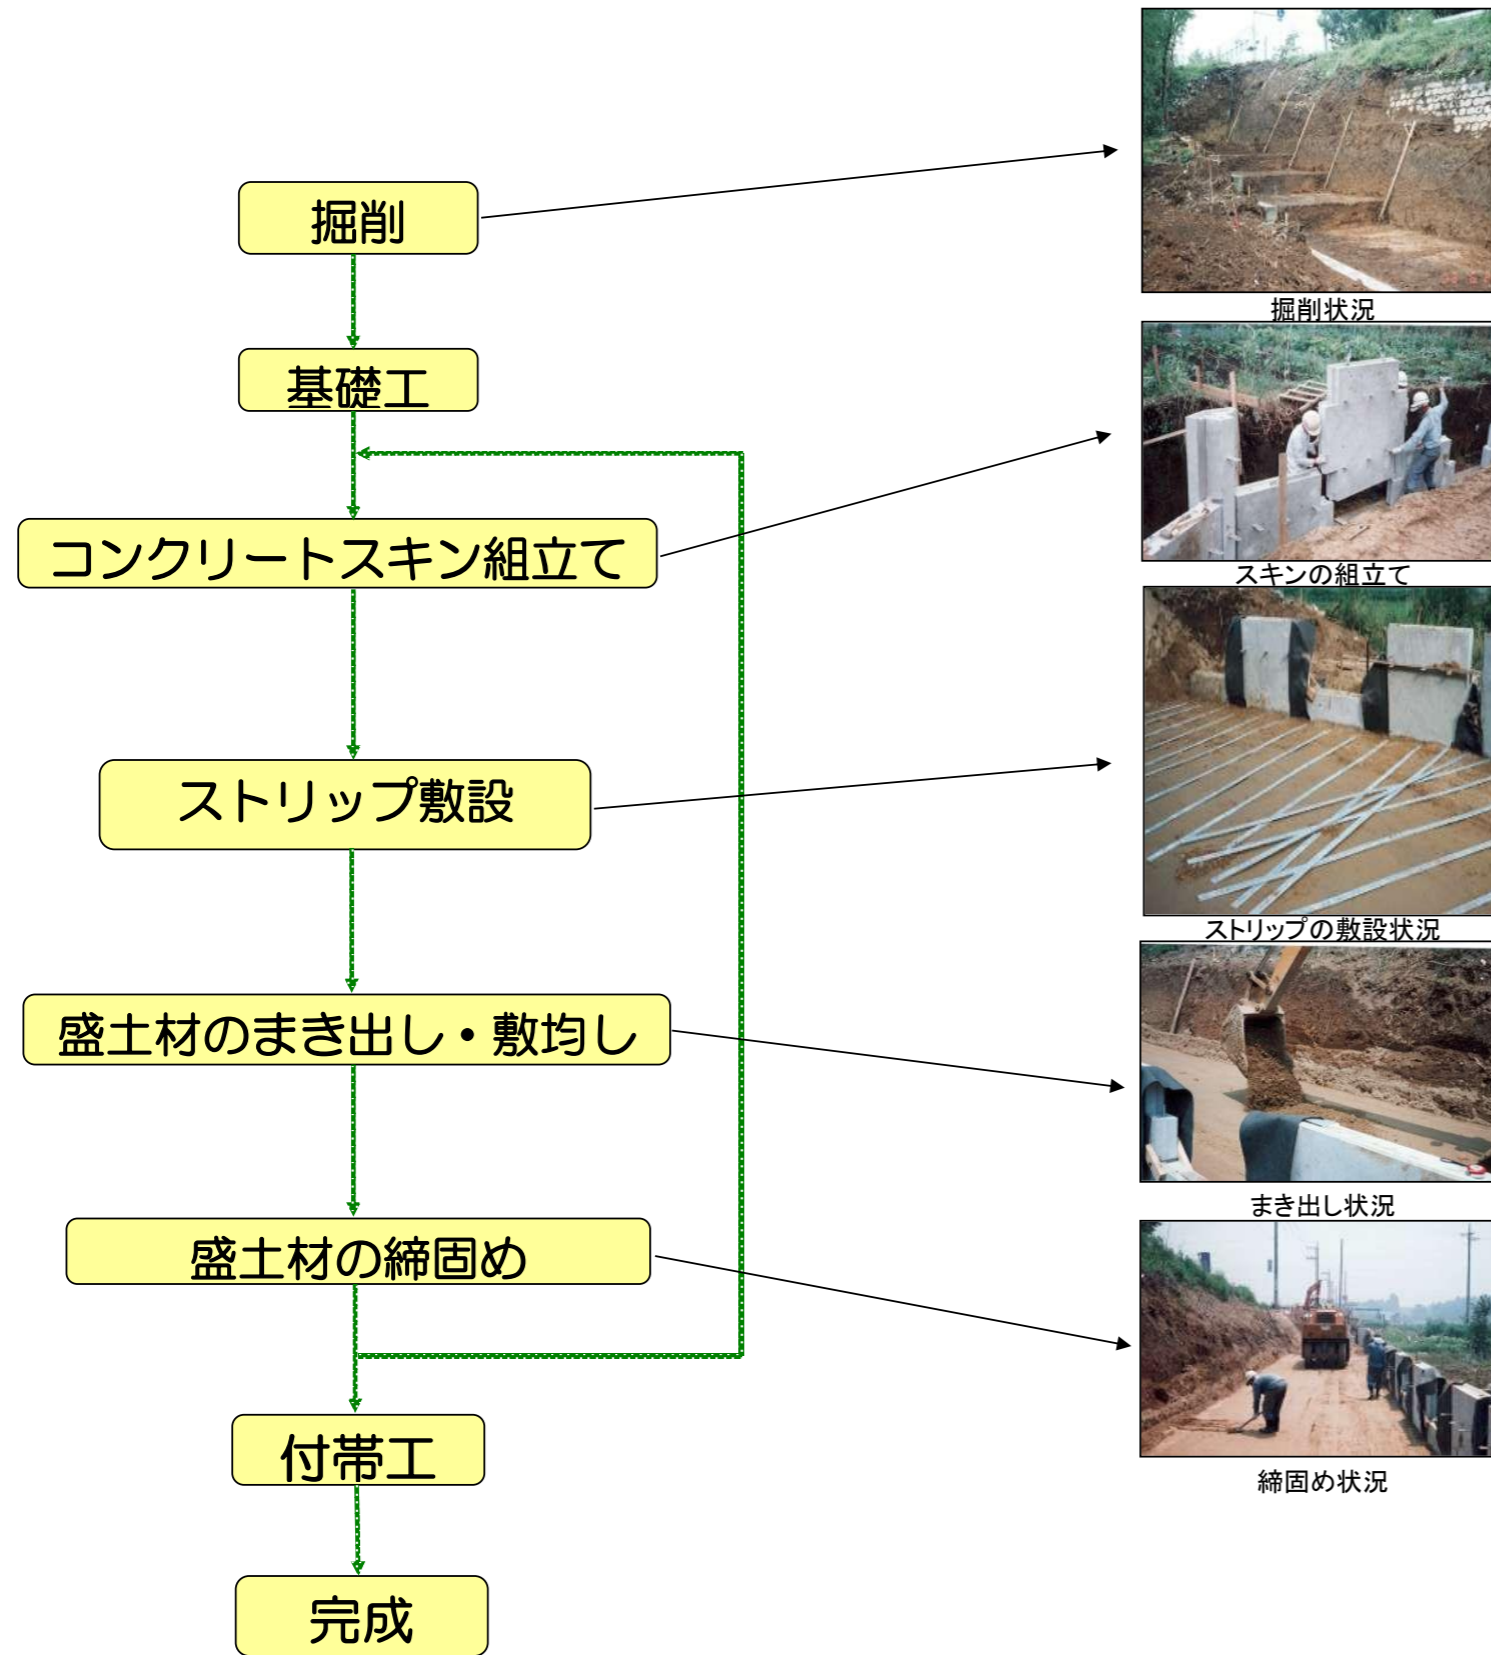 掘削
基礎工
コンクリートスキン組立て
ストリップ敷設
盛土材のまき出し・敷均し
盛土材の締固め
付帯工
完成
掘削状況
スキンの組立て
ストリップの敷設状況
まき出し状況
締固め状況